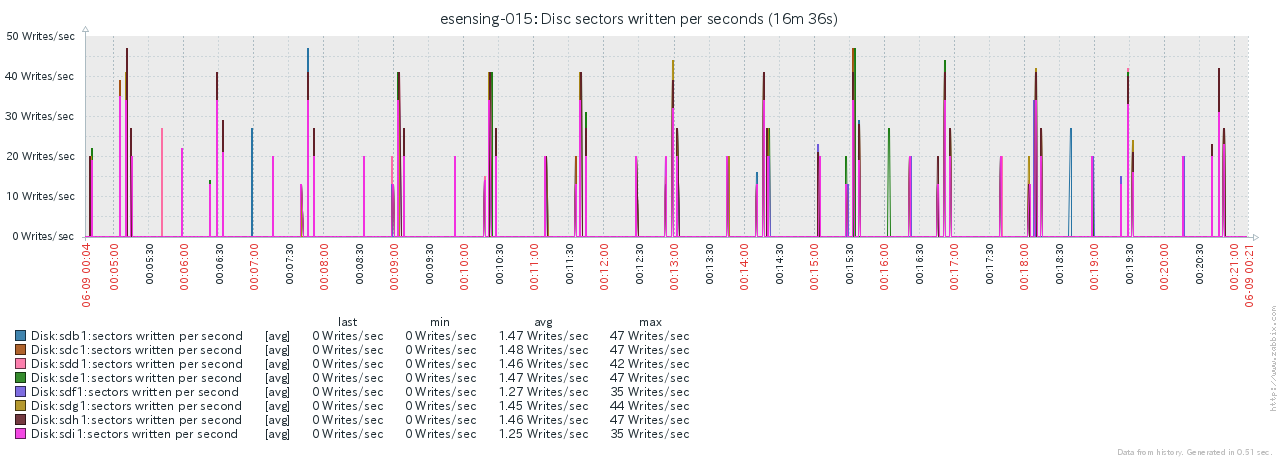 esensing-015: Disc sectors written per seconds (16m 36s)
50 Writes/sec
40 Writes/sec
30 Writes/sec
20 Writes/sec
10 Writes/sec
0 Writes/sec
06-09 00:04 00:05:00 00:05:30 00:06:00 00:06:30 00:07:00 00:07:30 00:08:00 00:08:30 00:09:00 00:09:30 00:10:00 00:10:30 00:11:00 00:11:30 00:12:00 00:12:30 00:13:00 00:13:30 00:14:00 00:14:30 00:15:00 00:15:30 00:16:00 00:16:30 00:17:00 00:17:30 00:18:00 00:18:30 00:19:00 00:19:30 00:20:00 00:20:30 00:21:00 06-09 00:21
last min avg max
Disk:sdb1:sectors written per second [avg] 0 Writes/sec 0 Writes/sec 1.47 Writes/sec 47 Writes/sec
Disk:sdc1:sectors written per second [avg] 0 Writes/sec 0 Writes/sec 1.48 Writes/sec 47 Writes/sec
Disk:sdd1:sectors written per second [avg] 0 Writes/sec 0 Writes/sec 1.46 Writes/sec 42 Writes/sec
Disk:sde1:sectors written per second [avg] 0 Writes/sec 0 Writes/sec 1.47 Writes/sec 47 Writes/sec
Disk:sdf1:sectors written per second [avg] 0 Writes/sec 0 Writes/sec 1.27 Writes/sec 35 Writes/sec
Disk:sdg1:sectors written per second [avg] 0 Writes/sec 0 Writes/sec 1.45 Writes/sec 44 Writes/sec
Disk:sdh1:sectors written per second [avg] 0 Writes/sec 0 Writes/sec 1.46 Writes/sec 47 Writes/sec
Disk:sdi1:sectors written per second [avg] 0 Writes/sec 0 Writes/sec 1.25 Writes/sec 35 Writes/sec
http://www.zabbix.com
Data from history. Generated in 0.51 sec.